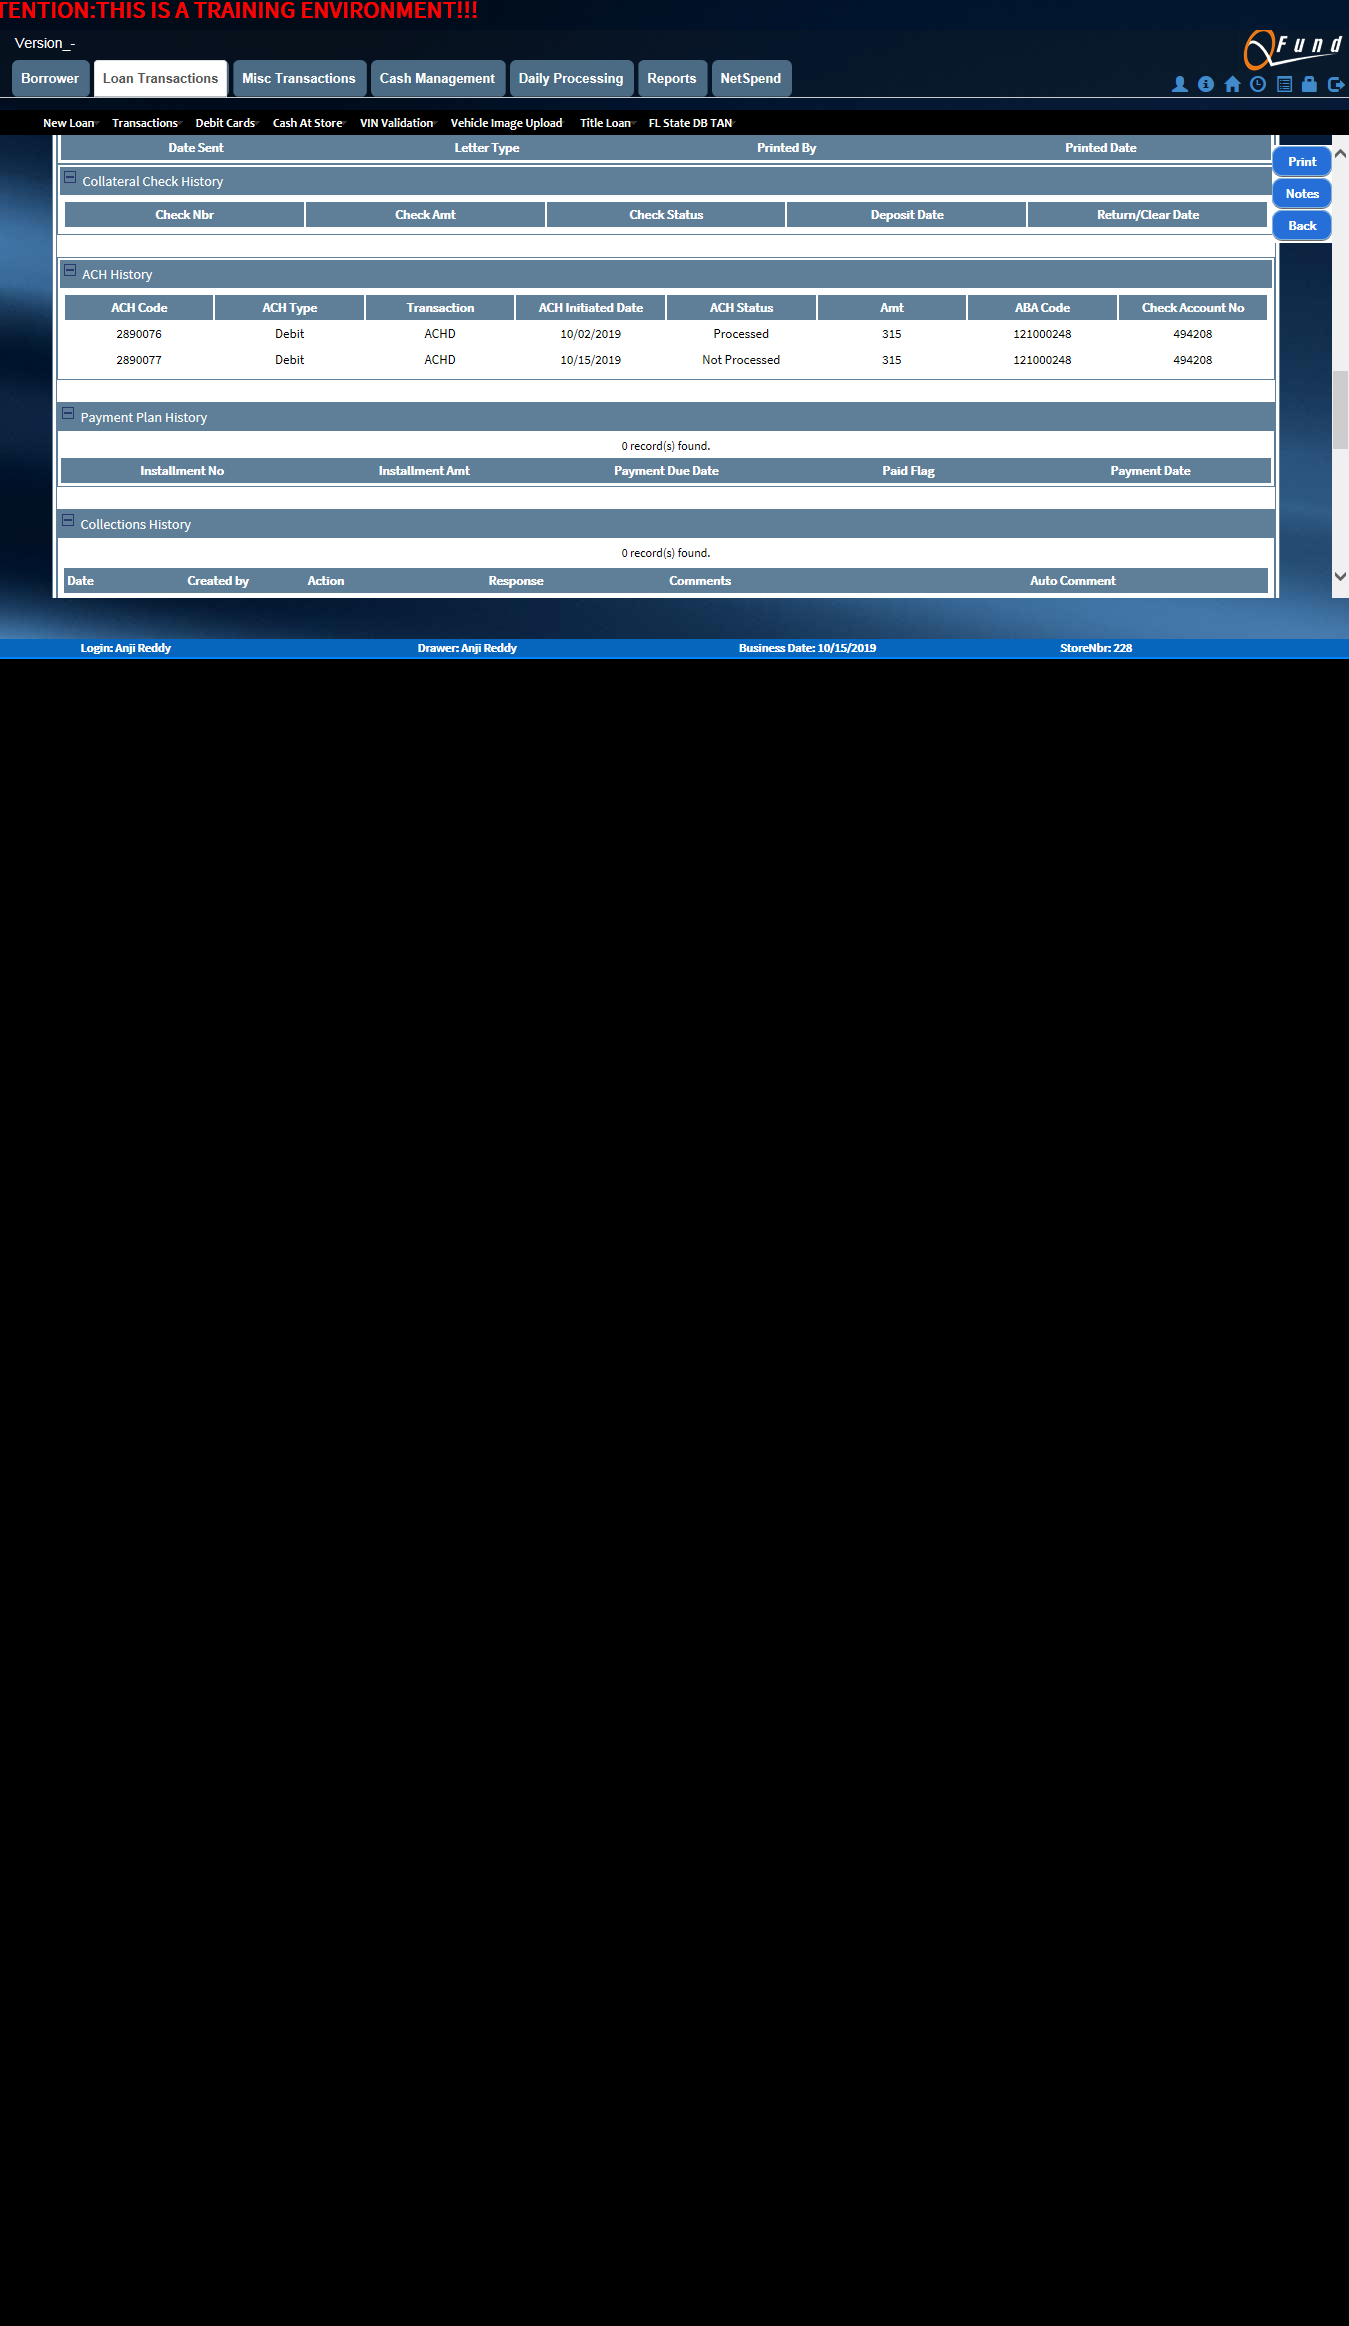 TENTION:THIS IS A TRAINING ENVIRONMENT!!!
Version_-
Fund
Borrower Loan Transactions Misc Transactions Cash Management Daily Processing Reports NetSpend
New Loan Transactions Debit Cards Cash At Store VIN Validation Vehicle Image Upload Title Loan FL State DB TAN
Date Sent Letter Type Printed By Printed Date
Print
Collateral Check History
Notes
Check Nbr Check Amt Check Status Deposit Date Return/Clear Date
Back
ACH History
ACH Code ACH Type Transaction ACH Initiated Date ACH Status Amt ABA Code Check Account No
2890076 Debit ACHD 10/02/2019 Processed 315 121000248 494208
2890077 Debit ACHD 10/15/2019 Not Processed 315 121000248 494208
Payment Plan History
0 record(s) found.
Installment No Installment Amt Payment Due Date Paid Flag Payment Date
Collections History
0 record(s) found.
Date Created by Action Response Comments Auto Comment
Login: Anji Reddy Drawer: Anji Reddy Business Date: 10/15/2019 StoreNbr: 228